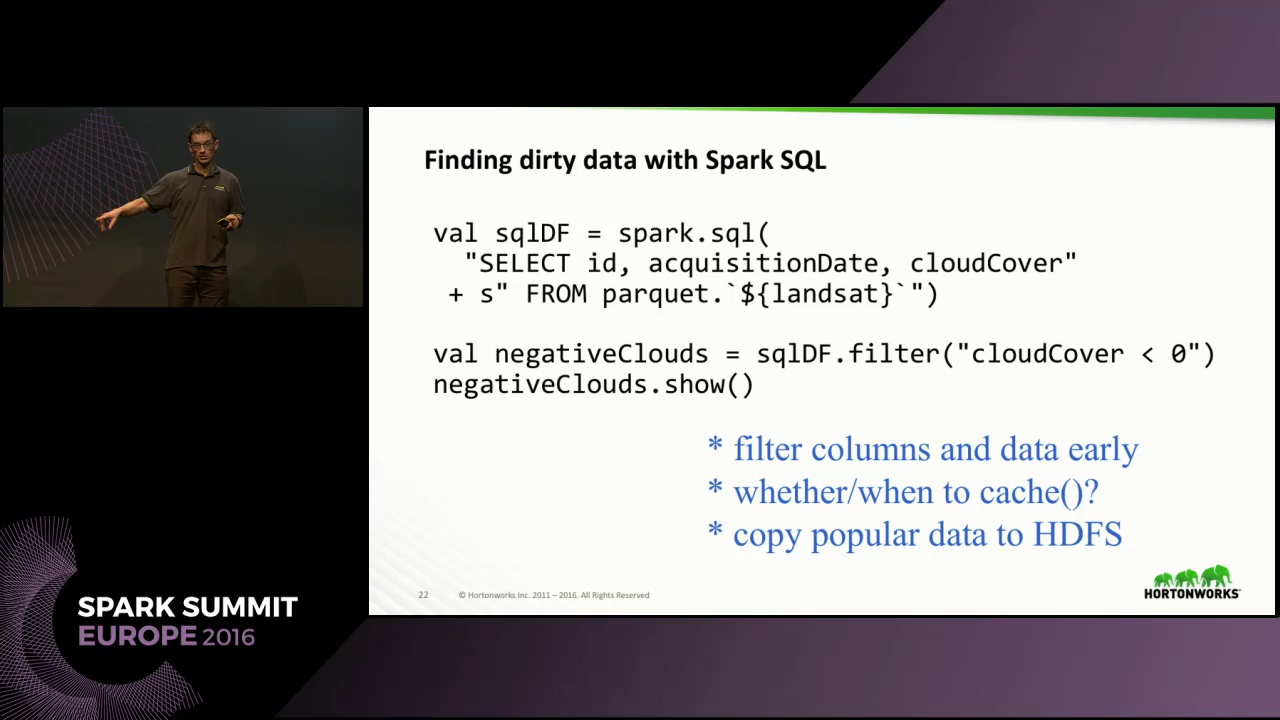 Finding dirty data with Spark SQL
val sqlDF = spark.sql(
"SELECT id, acquisitionDate, cloudCover"
+ s" FROM parquet.`${landsat}`")
val negativeClouds = sqlDF.filter("cloudCover < 0")
negativeClouds.show()
* filter columns and data early
* whether/when to cache()?
* copy popular data to HDFS
22 © Hortonworks Inc. 2011 – 2016. All Rights Reserved
HORTONWORKS
SPARK SUMMIT
EUROPE 2016